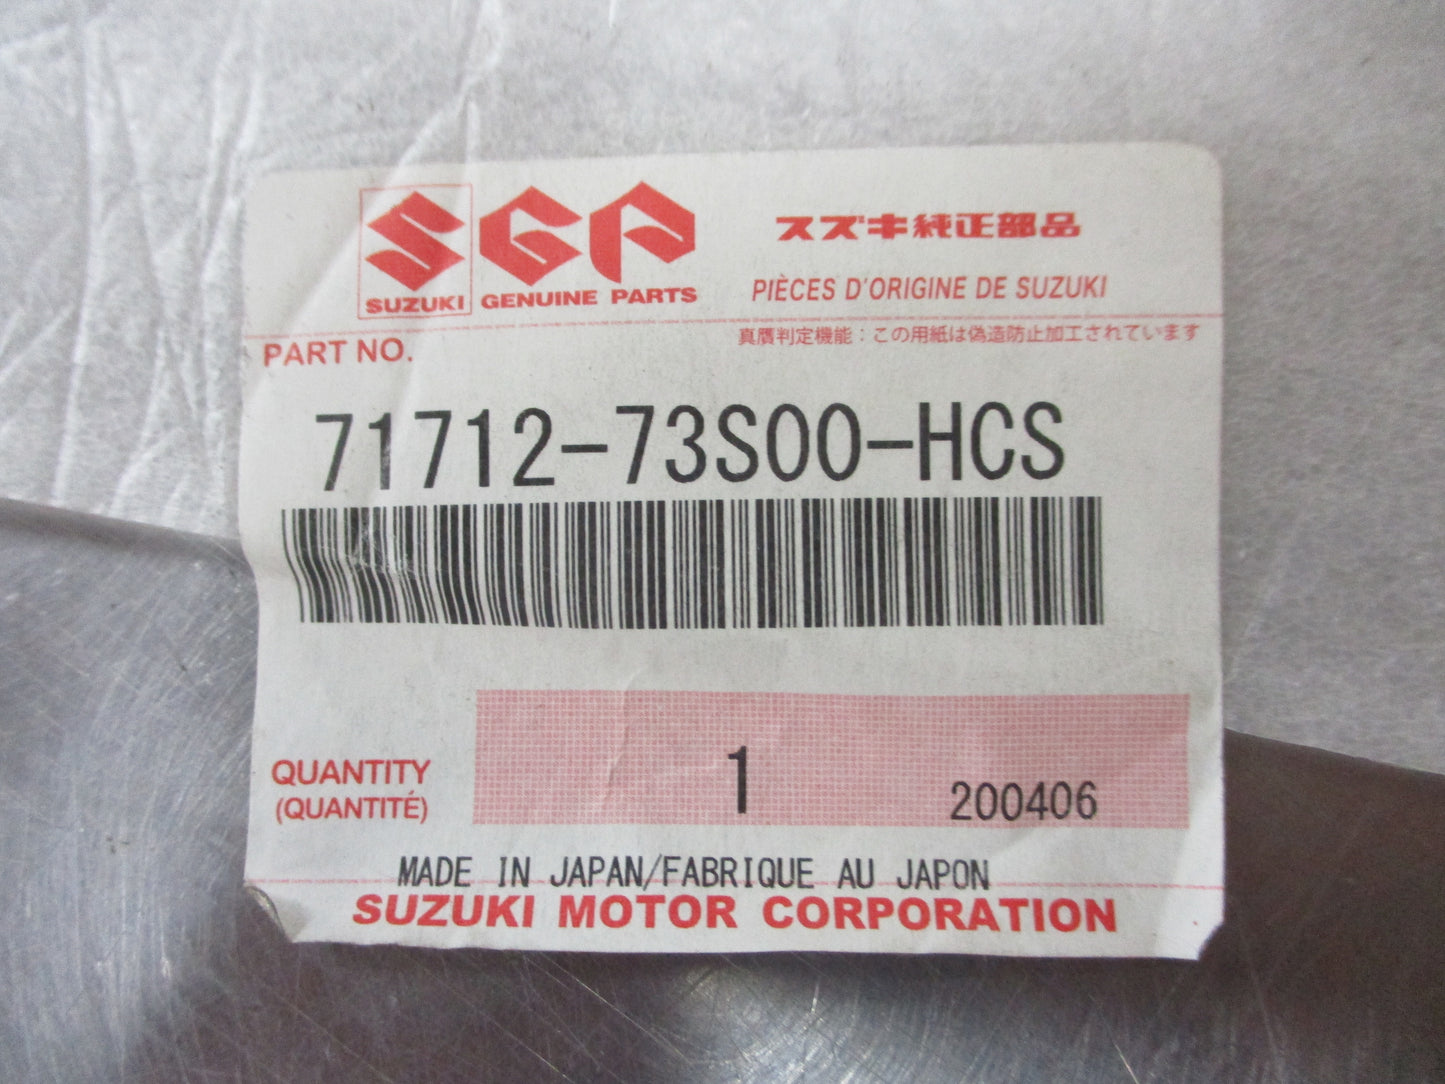 SGP
SUZUKI GENUINE PARTS
スズキ純正部品
PIÈCES D'ORIGINE DE SUZUKI
真贋判定機能：この用紙は偽造防止加工されています
PART NO.
71712-73S00-HCS
QUANTITY
(QUANTITÉ)
1
200406
MADE IN JAPAN/FABRIQUE AU JAPON
SUZUKI MOTOR CORPORATION